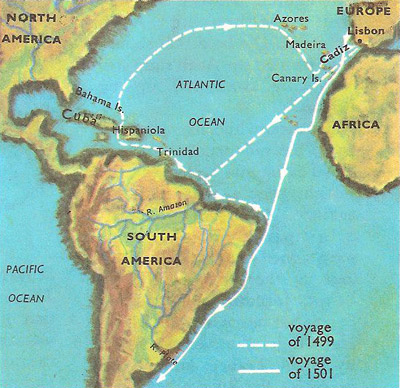 EUROPE
Azores
NORTH
AMERICA
Lisbon
Madeira
Cadiz
Canary Is.
ATLANTIC
OCEAN
Bahama Is.
Cuba
Hispaniola
AFRICA
Trinidad
R. Amazon
SOUTH
AMERICA
PACIFIC
OCEAN
R. Plate
voyage
of 1499
voyage
of 1501